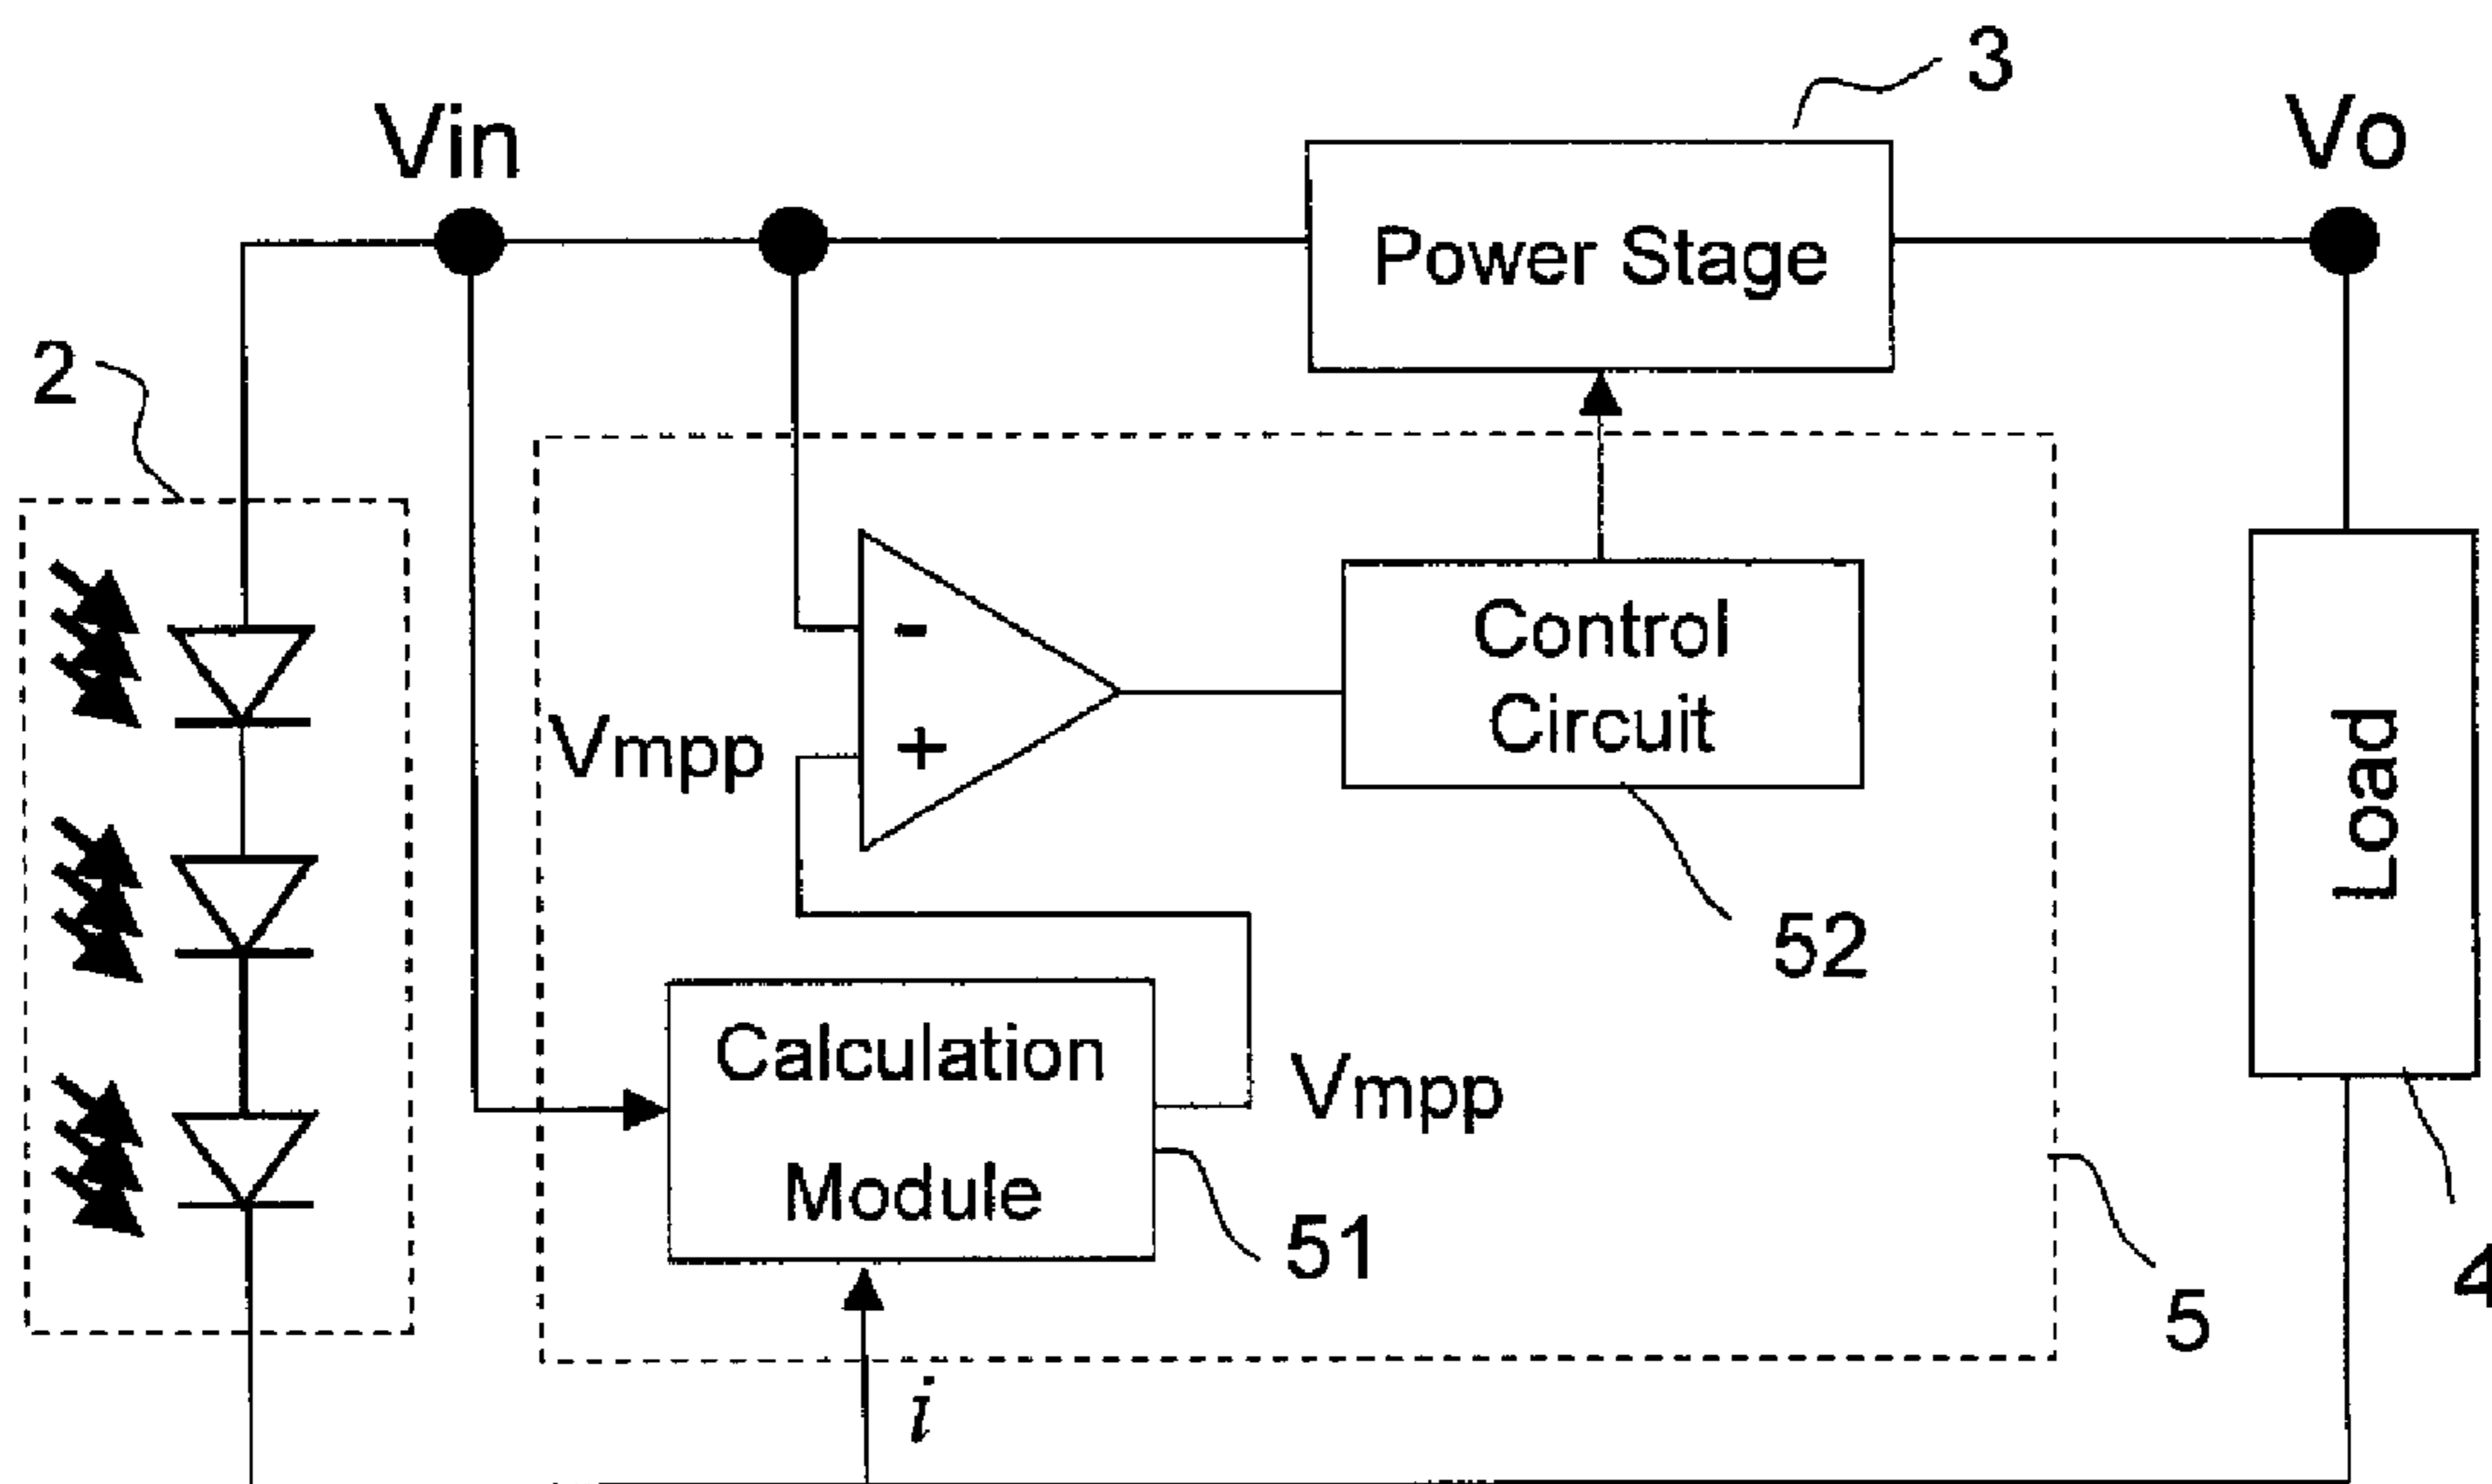 3
Vin
Vo
Power Stage
2
Control
Circuit
-
Vmpp
+
Load
52
Calculation
Module
Vmpp
51
4
5
i